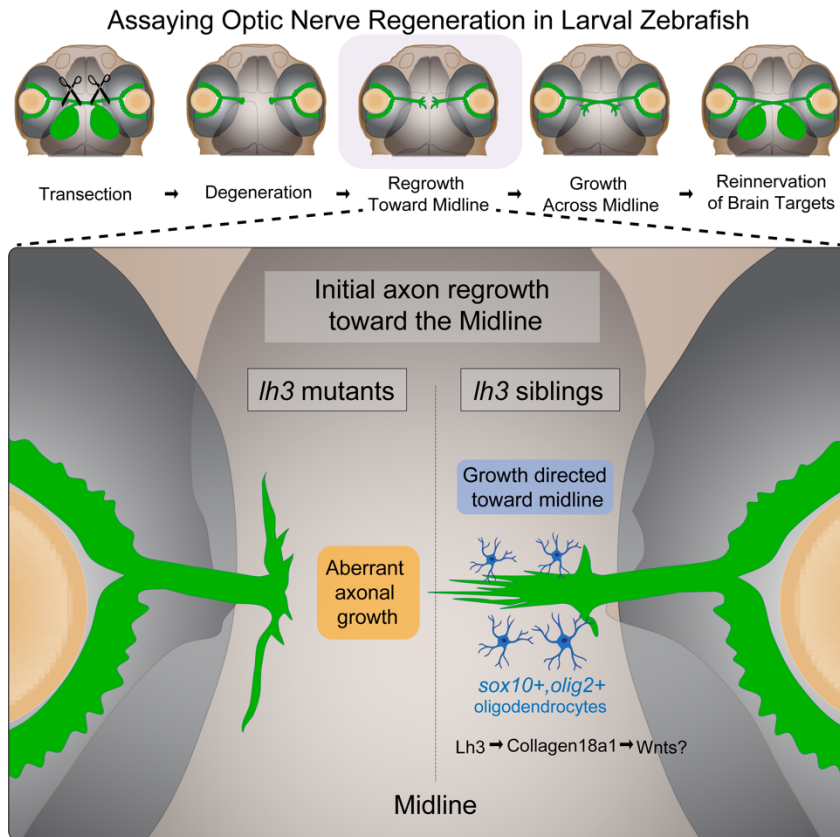 Assaying Optic Nerve Regeneration in Larval Zebrafish
Transection
Degeneration
Regrowth
Toward Midline
Growth
Across Midline
Reinnervation
of Brain Targets
Initial axon regrowth
toward the Midline
lh3 mutants
lh3 siblings
Growth directed
toward midline
Aberrant
axonal
growth
sox10+,olig2+
oligodendrocytes
Lh3 → Collagen18a1 → Wnts?
Midline